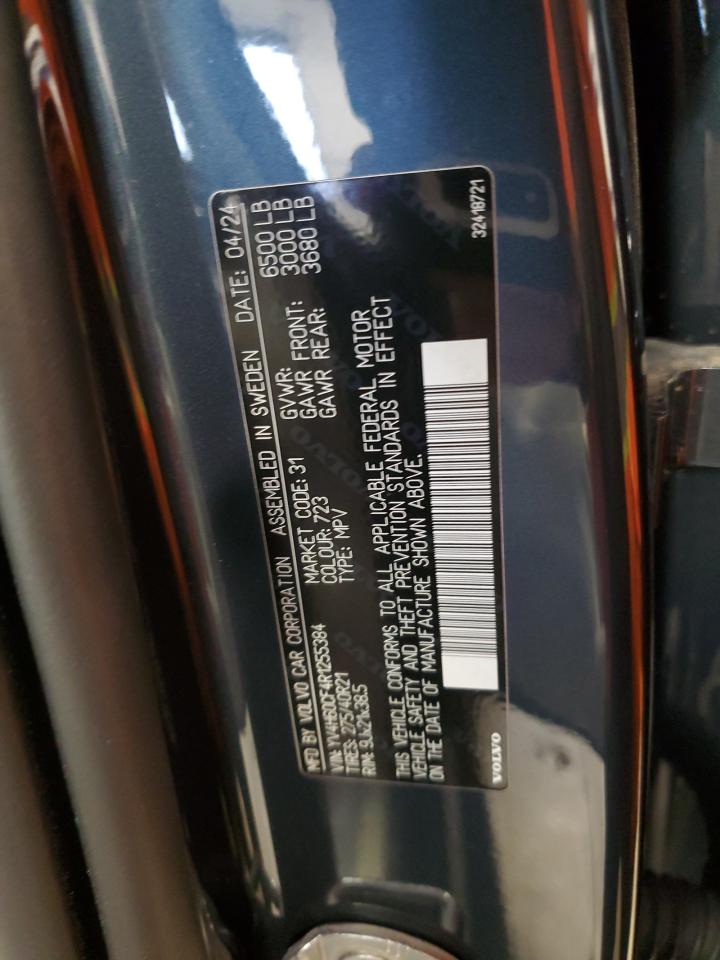 MFD BY VOLVO CAR CORPORATION ASSEMBLED IN SWEDEN DATE: 04/24
VIN: YV4H60CF4R1255384 MARKET CODE: 31 GVWR: 6500 LB
TIRES: 275/40R21 COLOUR: 723 GAWR FRONT: 3000 LB
RIM: 9Jx21x38.5 TYPE: MPV GAWR REAR: 3680 LB
THIS VEHICLE CONFORMS TO ALL APPLICABLE FEDERAL MOTOR
VEHICLE SAFETY AND THEFT PREVENTION STANDARDS IN EFFECT
ON THE DATE OF MANUFACTURE SHOWN ABOVE.
VOLVO 32418721